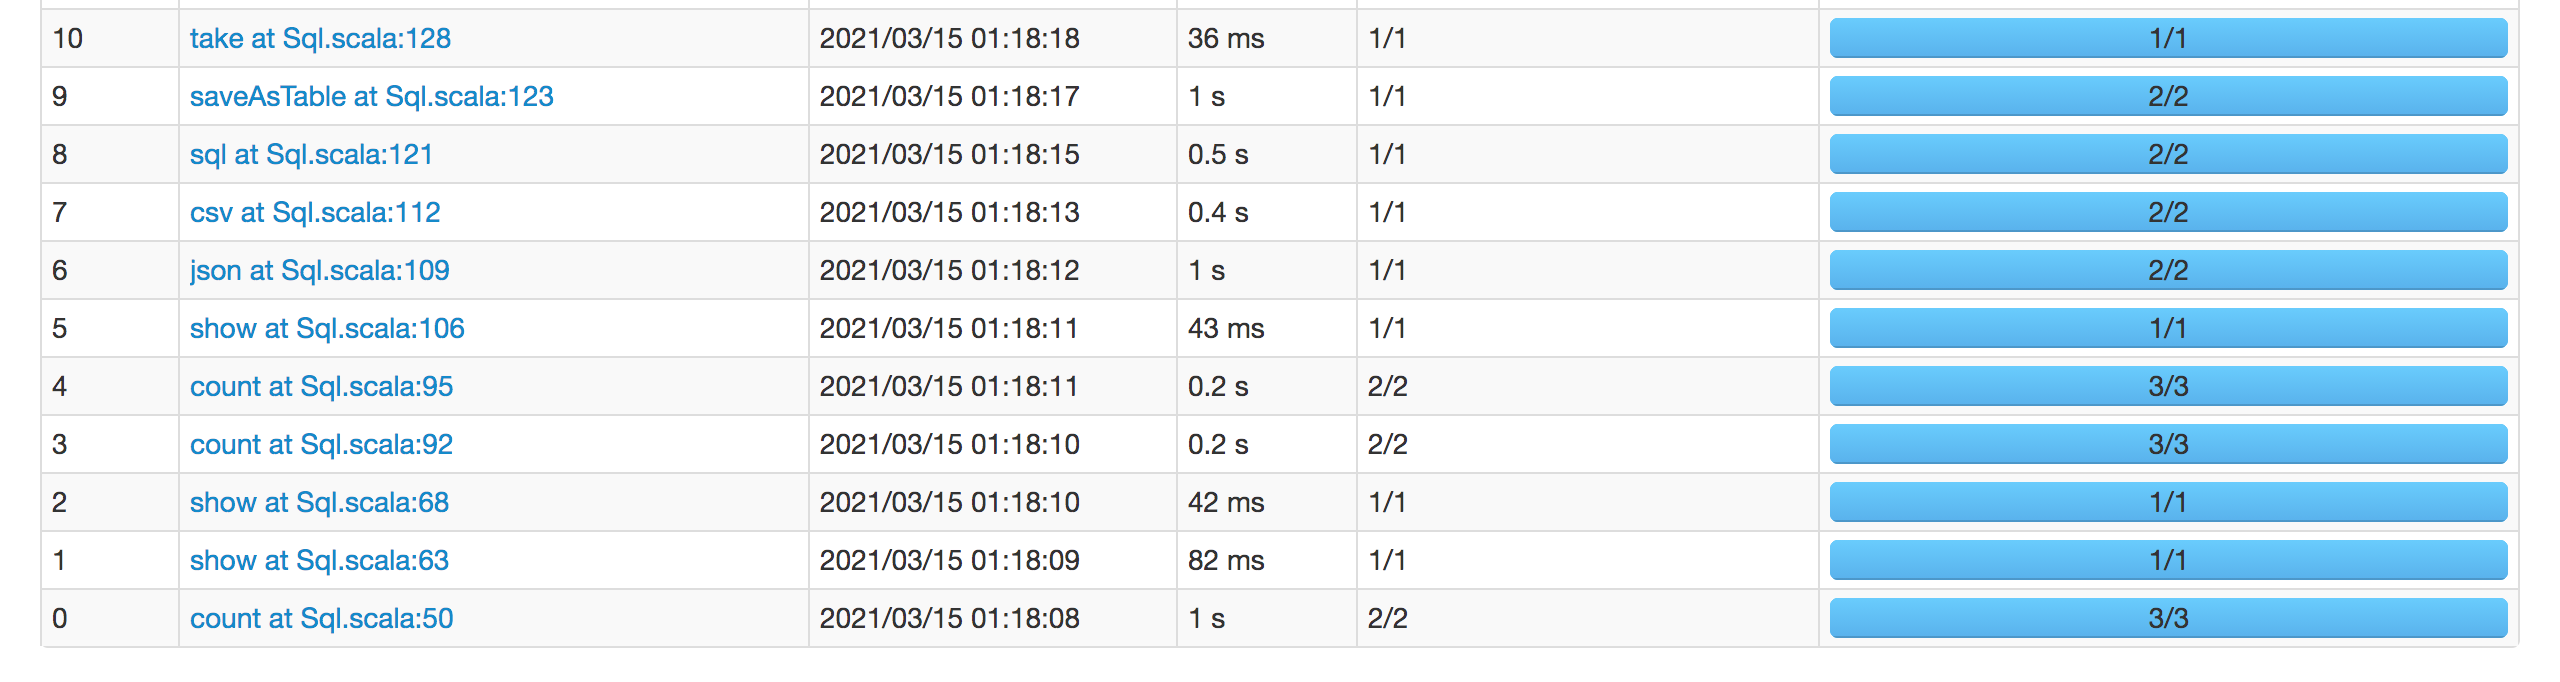 10 take at Sql.scala:128 2021/03/15 01:18:18 36 ms 1/1 1/1
9 saveAsTable at Sql.scala:123 2021/03/15 01:18:17 1 s 1/1 2/2
8 sql at Sql.scala:121 2021/03/15 01:18:15 0.5 s 1/1 2/2
7 csv at Sql.scala:112 2021/03/15 01:18:13 0.4 s 1/1 2/2
6 json at Sql.scala:109 2021/03/15 01:18:12 1 s 1/1 2/2
5 show at Sql.scala:106 2021/03/15 01:18:11 43 ms 1/1 1/1
4 count at Sql.scala:95 2021/03/15 01:18:11 0.2 s 2/2 3/3
3 count at Sql.scala:92 2021/03/15 01:18:10 0.2 s 2/2 3/3
2 show at Sql.scala:68 2021/03/15 01:18:10 42 ms 1/1 1/1
1 show at Sql.scala:63 2021/03/15 01:18:09 82 ms 1/1 1/1
0 count at Sql.scala:50 2021/03/15 01:18:08 1 s 2/2 3/3